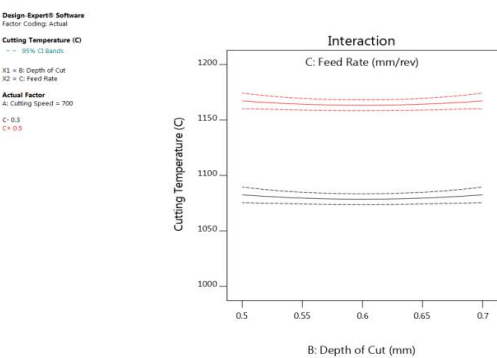 Design-Expert® Software
Factor Coding: Actual
Cutting Temperature (C)
95% CI Bands
X1 = B: Depth of Cut
X2 = C: Feed Rate
Actual Factor
A: Cutting Speed = 700
C- 0.3
C+ 0.5
Interaction
C: Feed Rate (mm/rev)
Cutting Temperature (C)
1200
1150
1100
1050
1000
0.5 0.55 0.6 0.65 0.7
B: Depth of Cut (mm)